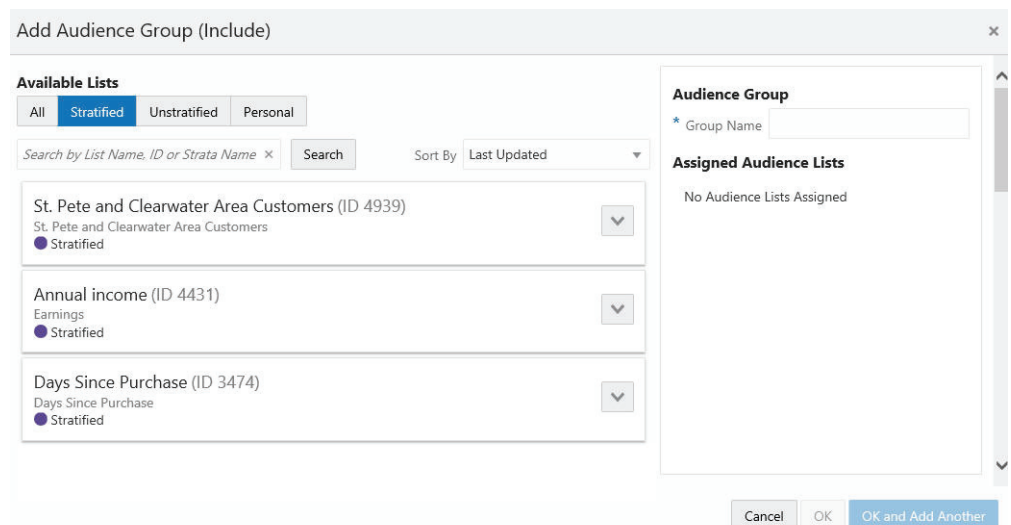 Add Audience Group (Include)
×
Available Lists
All Stratified Unstratified Personal
Search by List Name, ID or Strata Name × Search Sort By Last Updated
St. Pete and Clearwater Area Customers (ID 4939)
St. Pete and Clearwater Area Customers
Stratified
Annual income (ID 4431)
Earnings
Stratified
Days Since Purchase (ID 3474)
Days Since Purchase
Stratified
Audience Group
* Group Name
Assigned Audience Lists
No Audience Lists Assigned
Cancel OK OK and Add Another